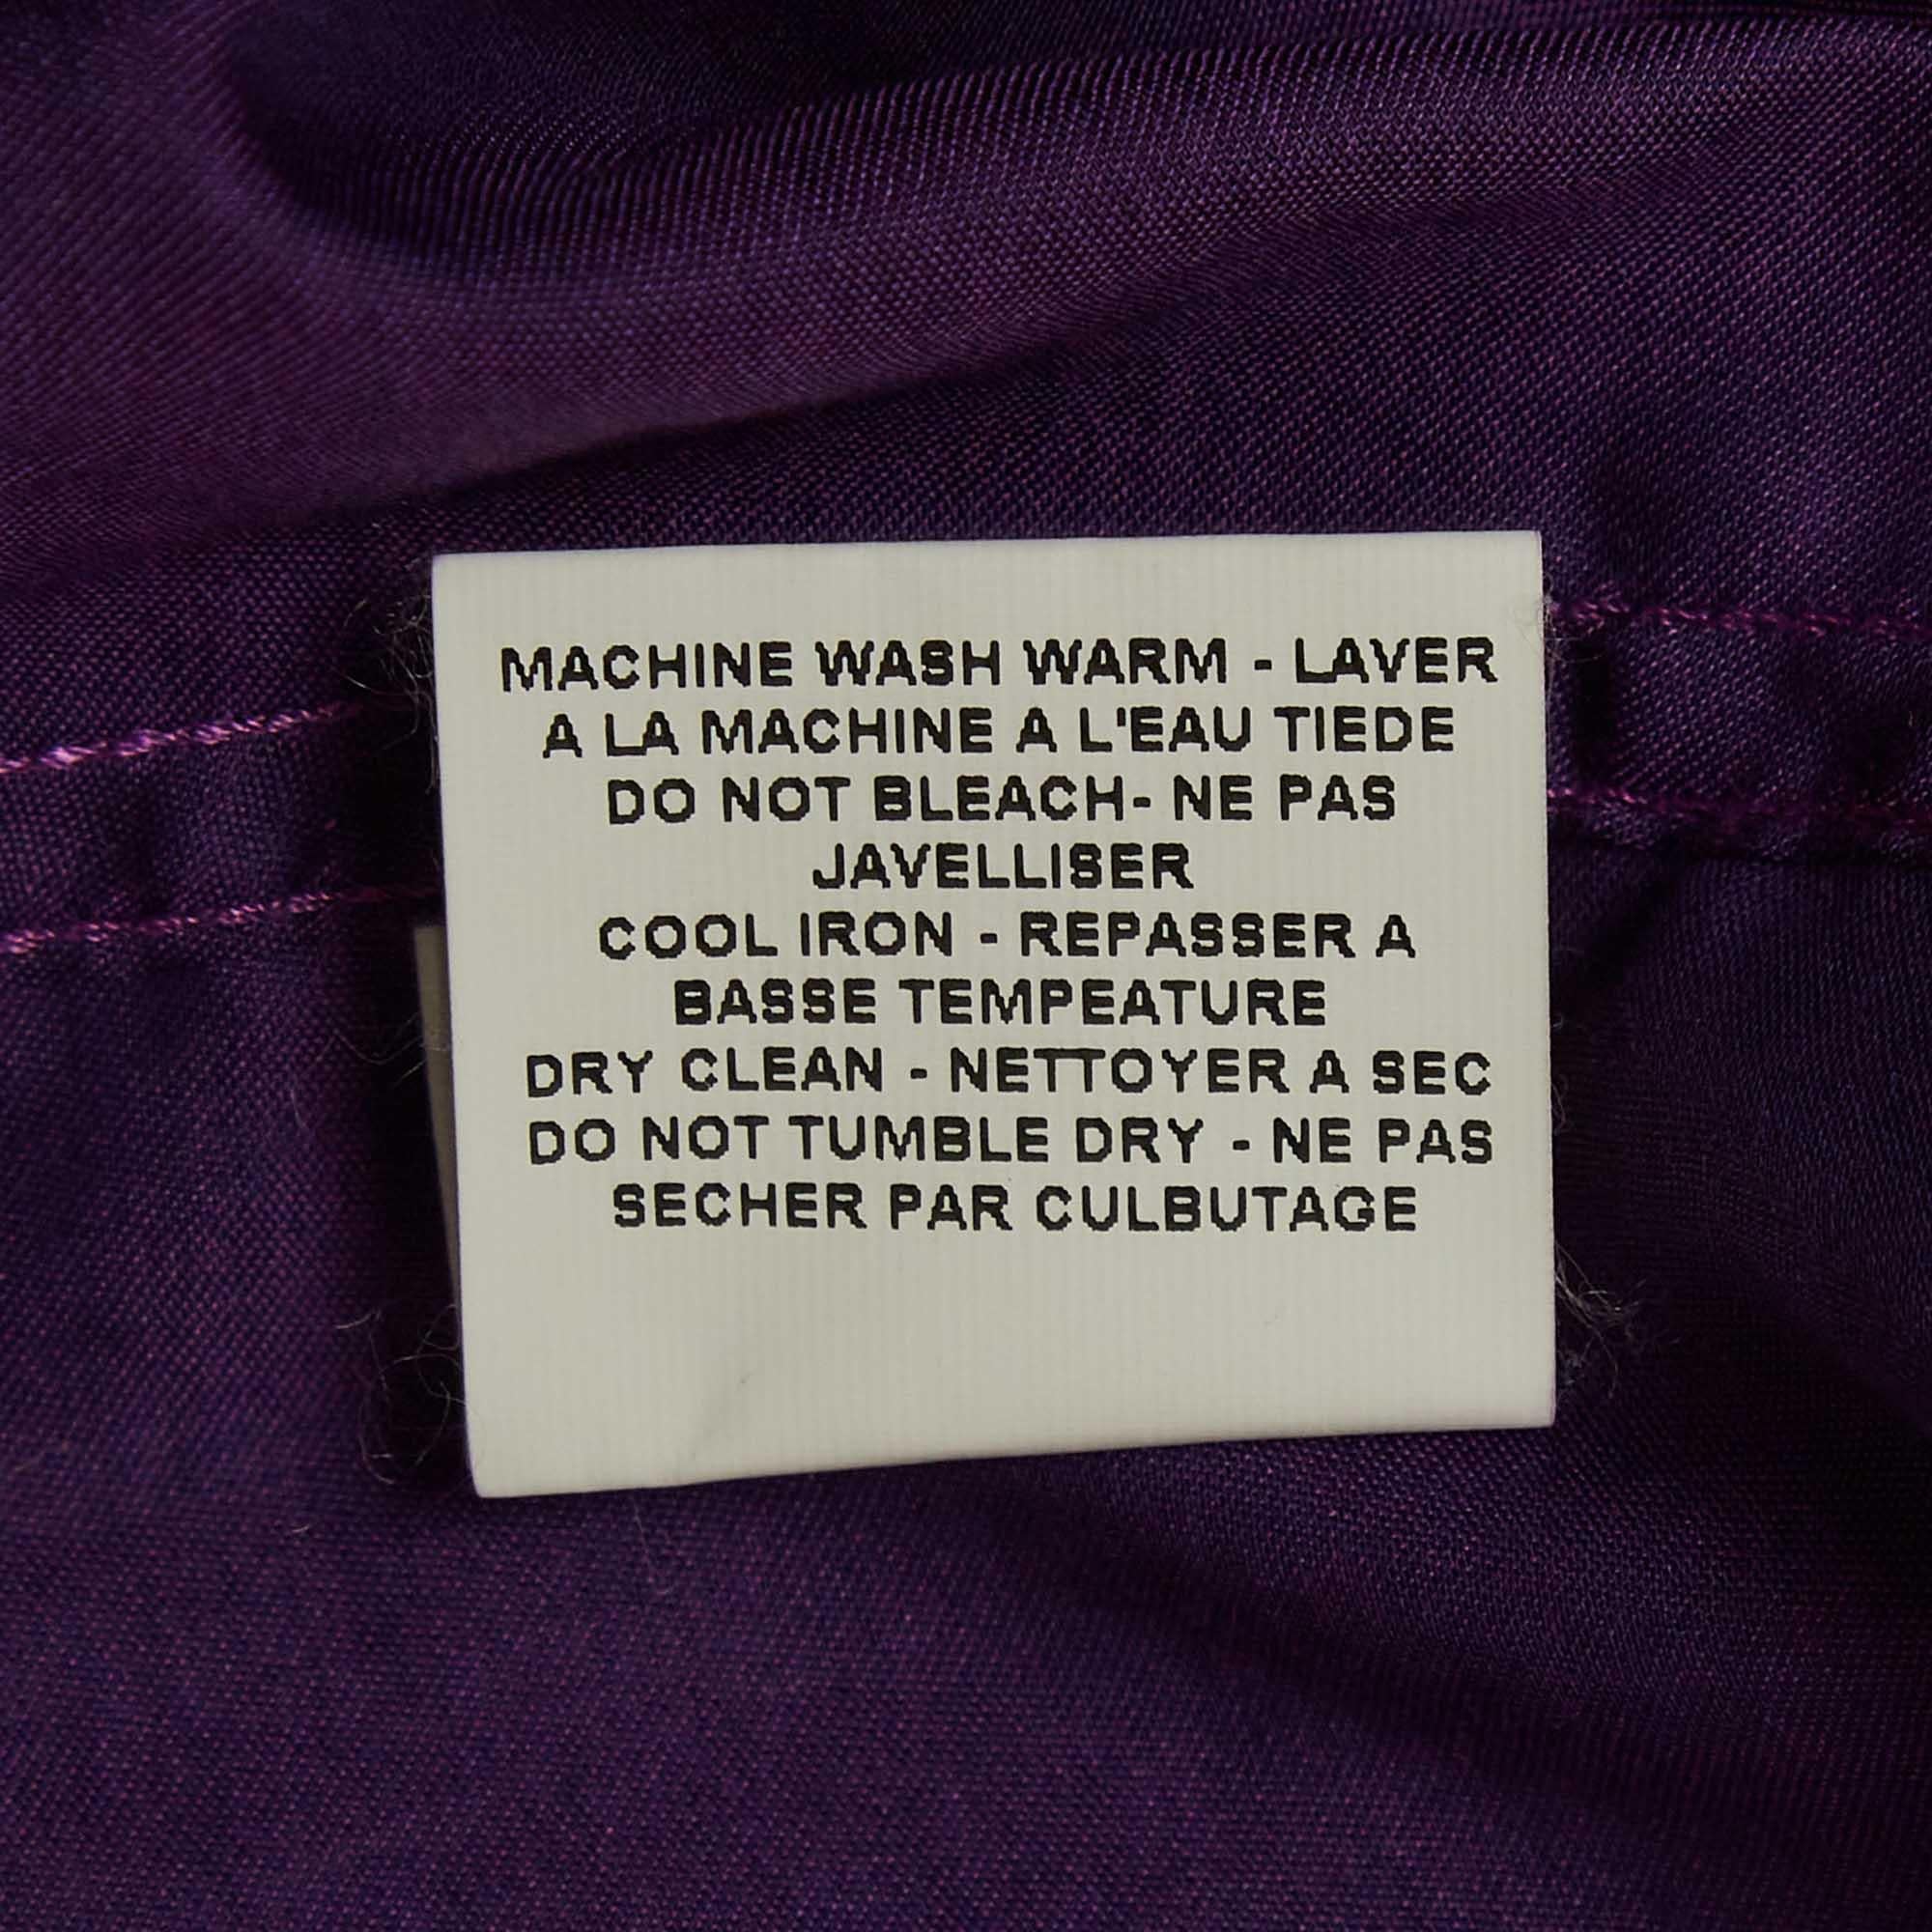 MACHINE WASH WARM - LAVER
A LA MACHINE A L'EAU TIEDE
DO NOT BLEACH- NE PAS
JAVELLISER
COOL IRON - REPASSER A
BASSE TEMPEATURE
DRY CLEAN - NETTOYER A SEC
DO NOT TUMBLE DRY - NE PAS
SECHER PAR CULBUTAGE